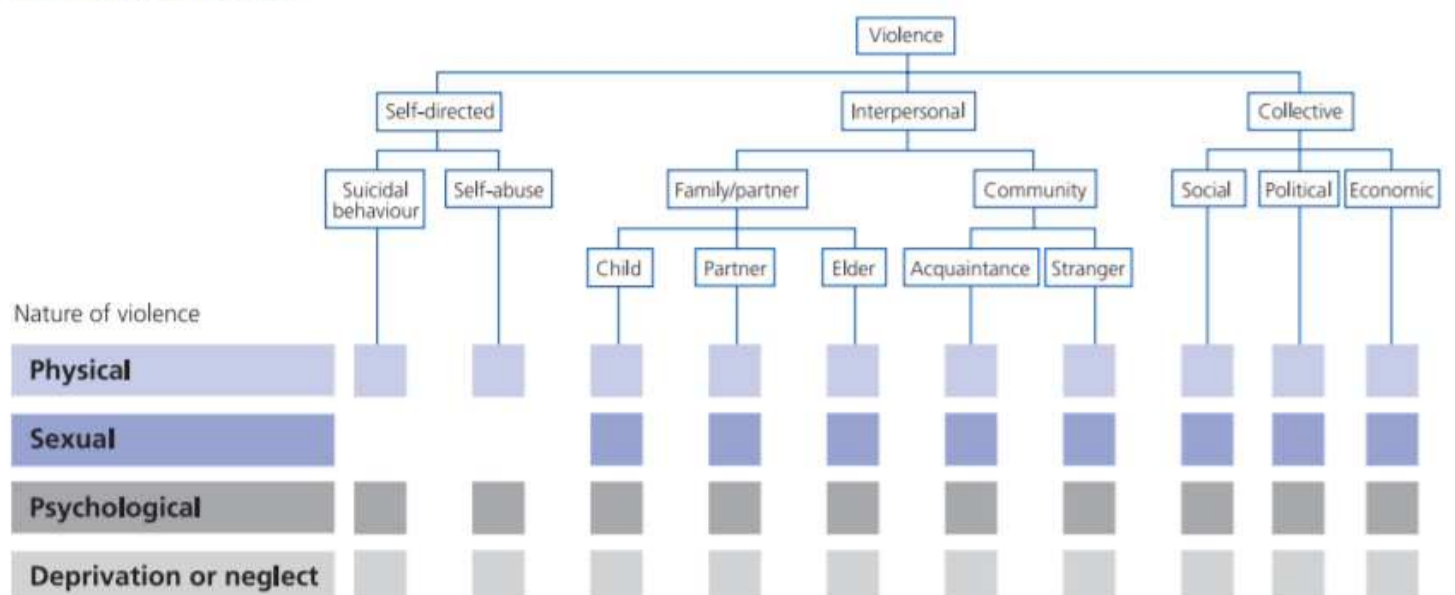 Violence
Self-directed
Interpersonal
Collective
Suicidal
behaviour
Self-abuse
Family/partner
Community
Social
Political
Economic
Child
Partner
Elder
Acquaintance
Stranger
Nature of violence
Physical
Sexual
Psychological
Deprivation or neglect